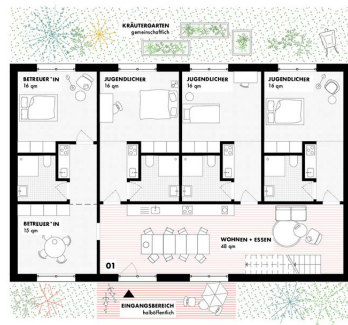 KRÄUTERGARTEN
gemeinschaftlich
BETREUER*IN
16 qm
JUGENDLICHER
16 qm
JUGENDLICHER
16 qm
JUGENDLICHER
16 qm
BETREUER*IN
15 qm
WOHNEN + ESSEN
48 qm
01
EINGANGSBEREICH
halböffentlich